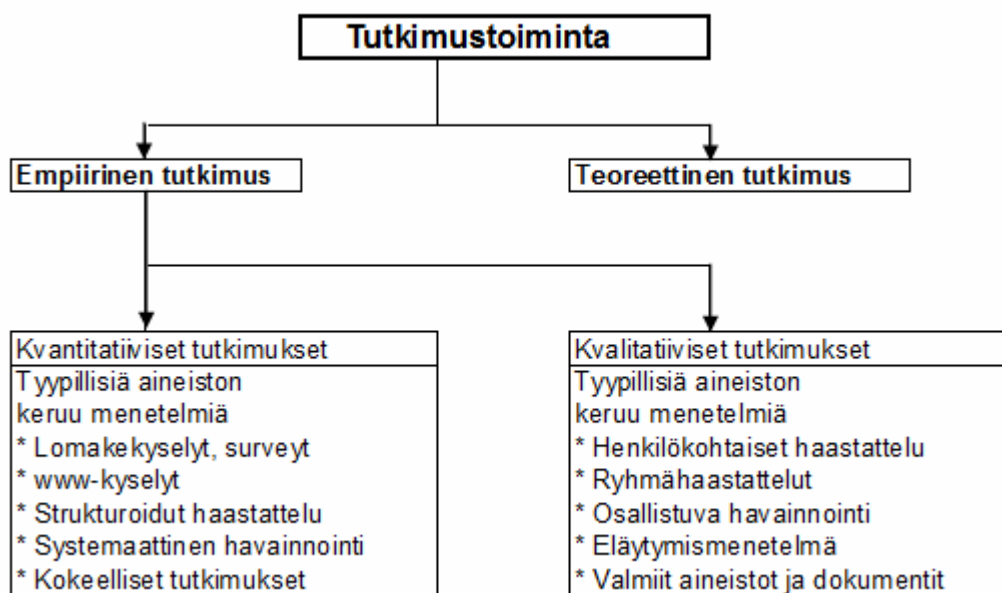 Tutkimustoiminta
Empiirinen tutkimus
Teoreettinen tutkimus
Kvantitatiiviset tutkimukset
Tyypillisiä aineiston
keruu menetelmiä
* Lomakekyselyt, surveyt
* www-kyselyt
* Strukturoidut haastattelu
* Systemaattinen havainnointi
* Kokeelliset tutkimukset
Kvalitatiiviset tutkimukset
Tyypillisiä aineiston
keruu menetelmiä
* Henkilökohtaiset haastattelu
* Ryhmähaastattelut
* Osallistuva havainnointi
* Eläytymismenetelmä
* Valmiit aineistot ja dokumentit